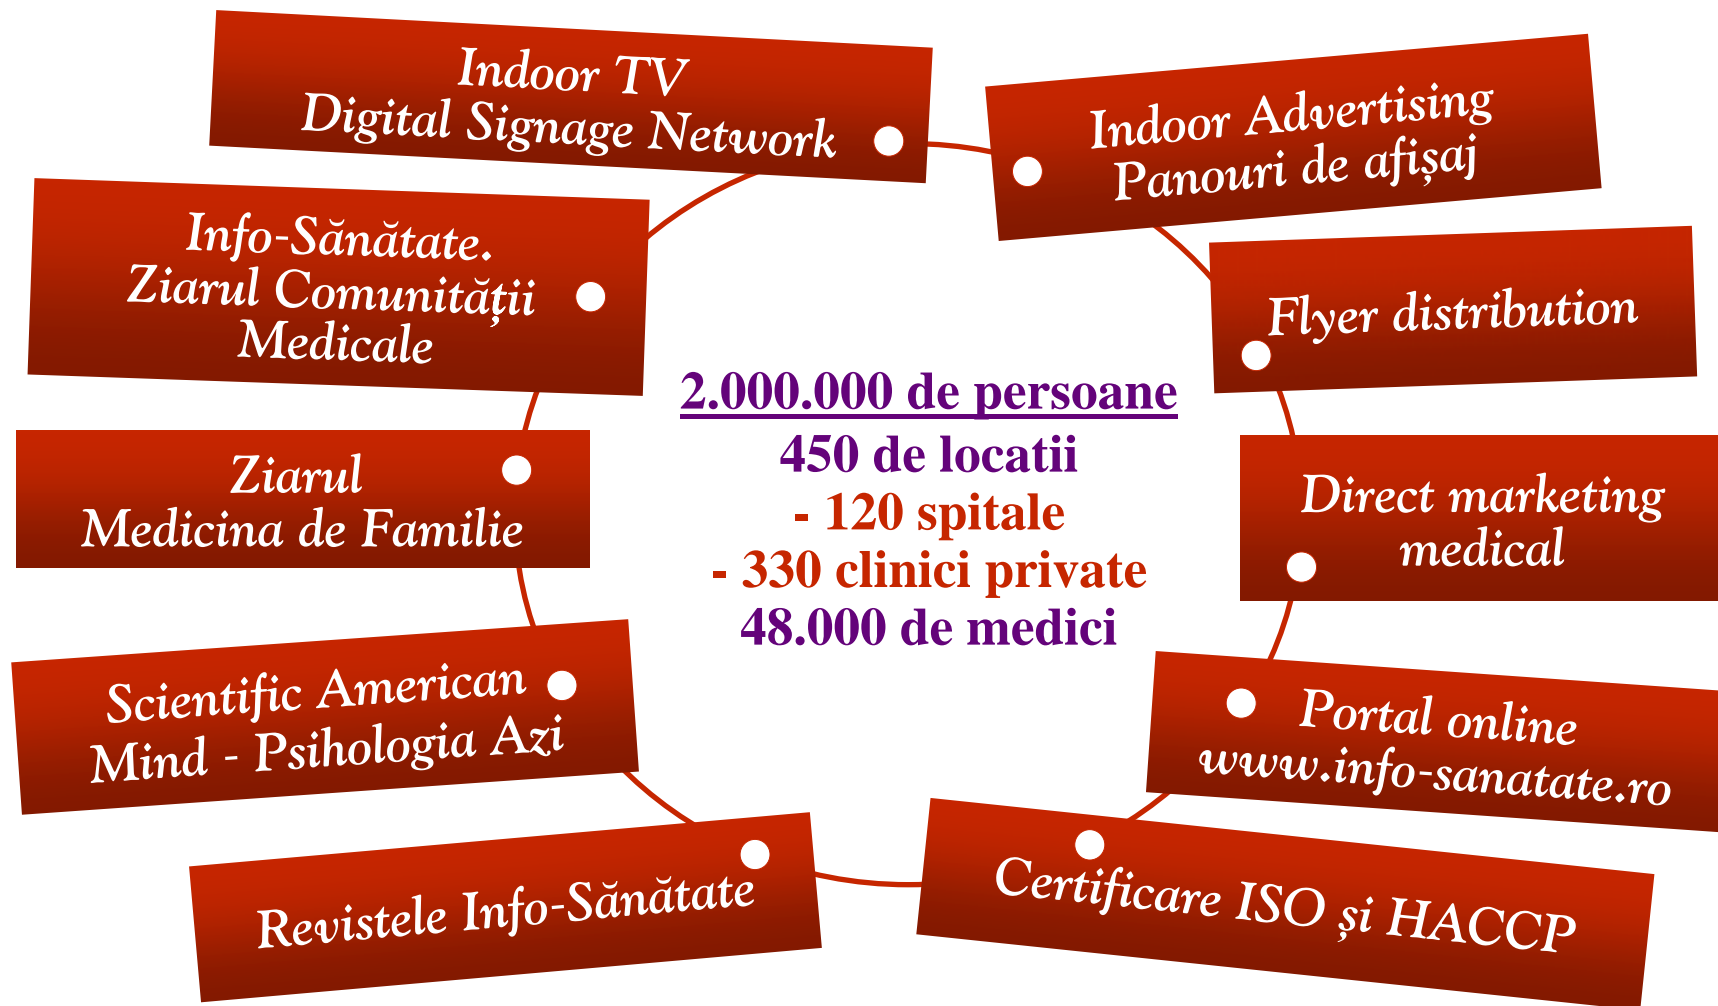 Indoor TV
Digital Signage Network
Indoor Advertising
Panouri de afișaj
Info-Sănătate.
Ziarul Comunității
Medicale
Flyer distribution
2.000.000 de persoane
450 de locatii
- 120 spitale
- 330 clinici private
48.000 de medici
Ziarul
Medicina de Familie
Direct marketing
medical
Scientific American
Mind - Psihologia Azi
Portal online
www.info-sanatate.ro
Revistele Info-Sănătate
Certificare ISO și HACCP